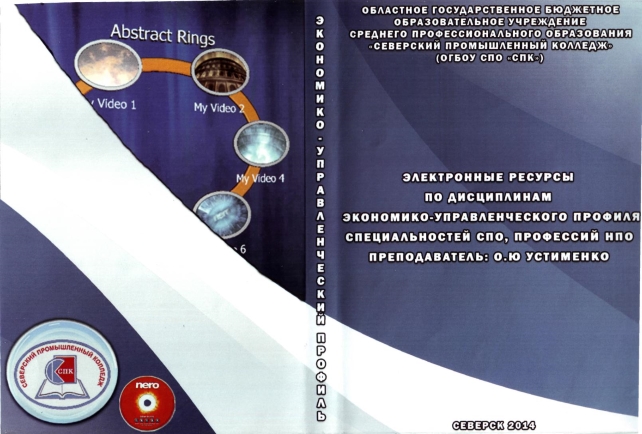 Abstract Rings
y Video 1
My Video 2
My Video 4
6
СЕВЕРСКИЙ ПРОМЫШЛЕННЫЙ КОЛЛЕДЖ
СПК
nero
ЭКОНОМИКО-УПРАВЛЕНЧЕСКИЙ ПРОФИЛЬ
ОБЛАСТНОЕ ГОСУДАРСТВЕННОЕ БЮДЖЕТНОЕ
ОБРАЗОВАТЕЛЬНОЕ УЧРЕЖДЕНИЕ
СРЕДНЕГО ПРОФЕССИОНАЛЬНОГО ОБРАЗОВАНИЯ
«СЕВЕРСКИЙ ПРОМЫШЛЕННЫЙ КОЛЛЕДЖ»
(ОГБОУ СПО «СПК»)
ЭЛЕКТРОННЫЕ РЕСУРСЫ
ПО ДИСЦИПЛИНАМ
ЭКОНОМИКО-УПРАВЛЕНЧЕСКОГО ПРОФИЛЯ
СПЕЦИАЛЬНОСТЕЙ СПО, ПРОФЕССИЙ НПО
ПРЕПОДАВАТЕЛЬ: О.Ю УСТИМЕНКО
СЕВЕРСК 2014